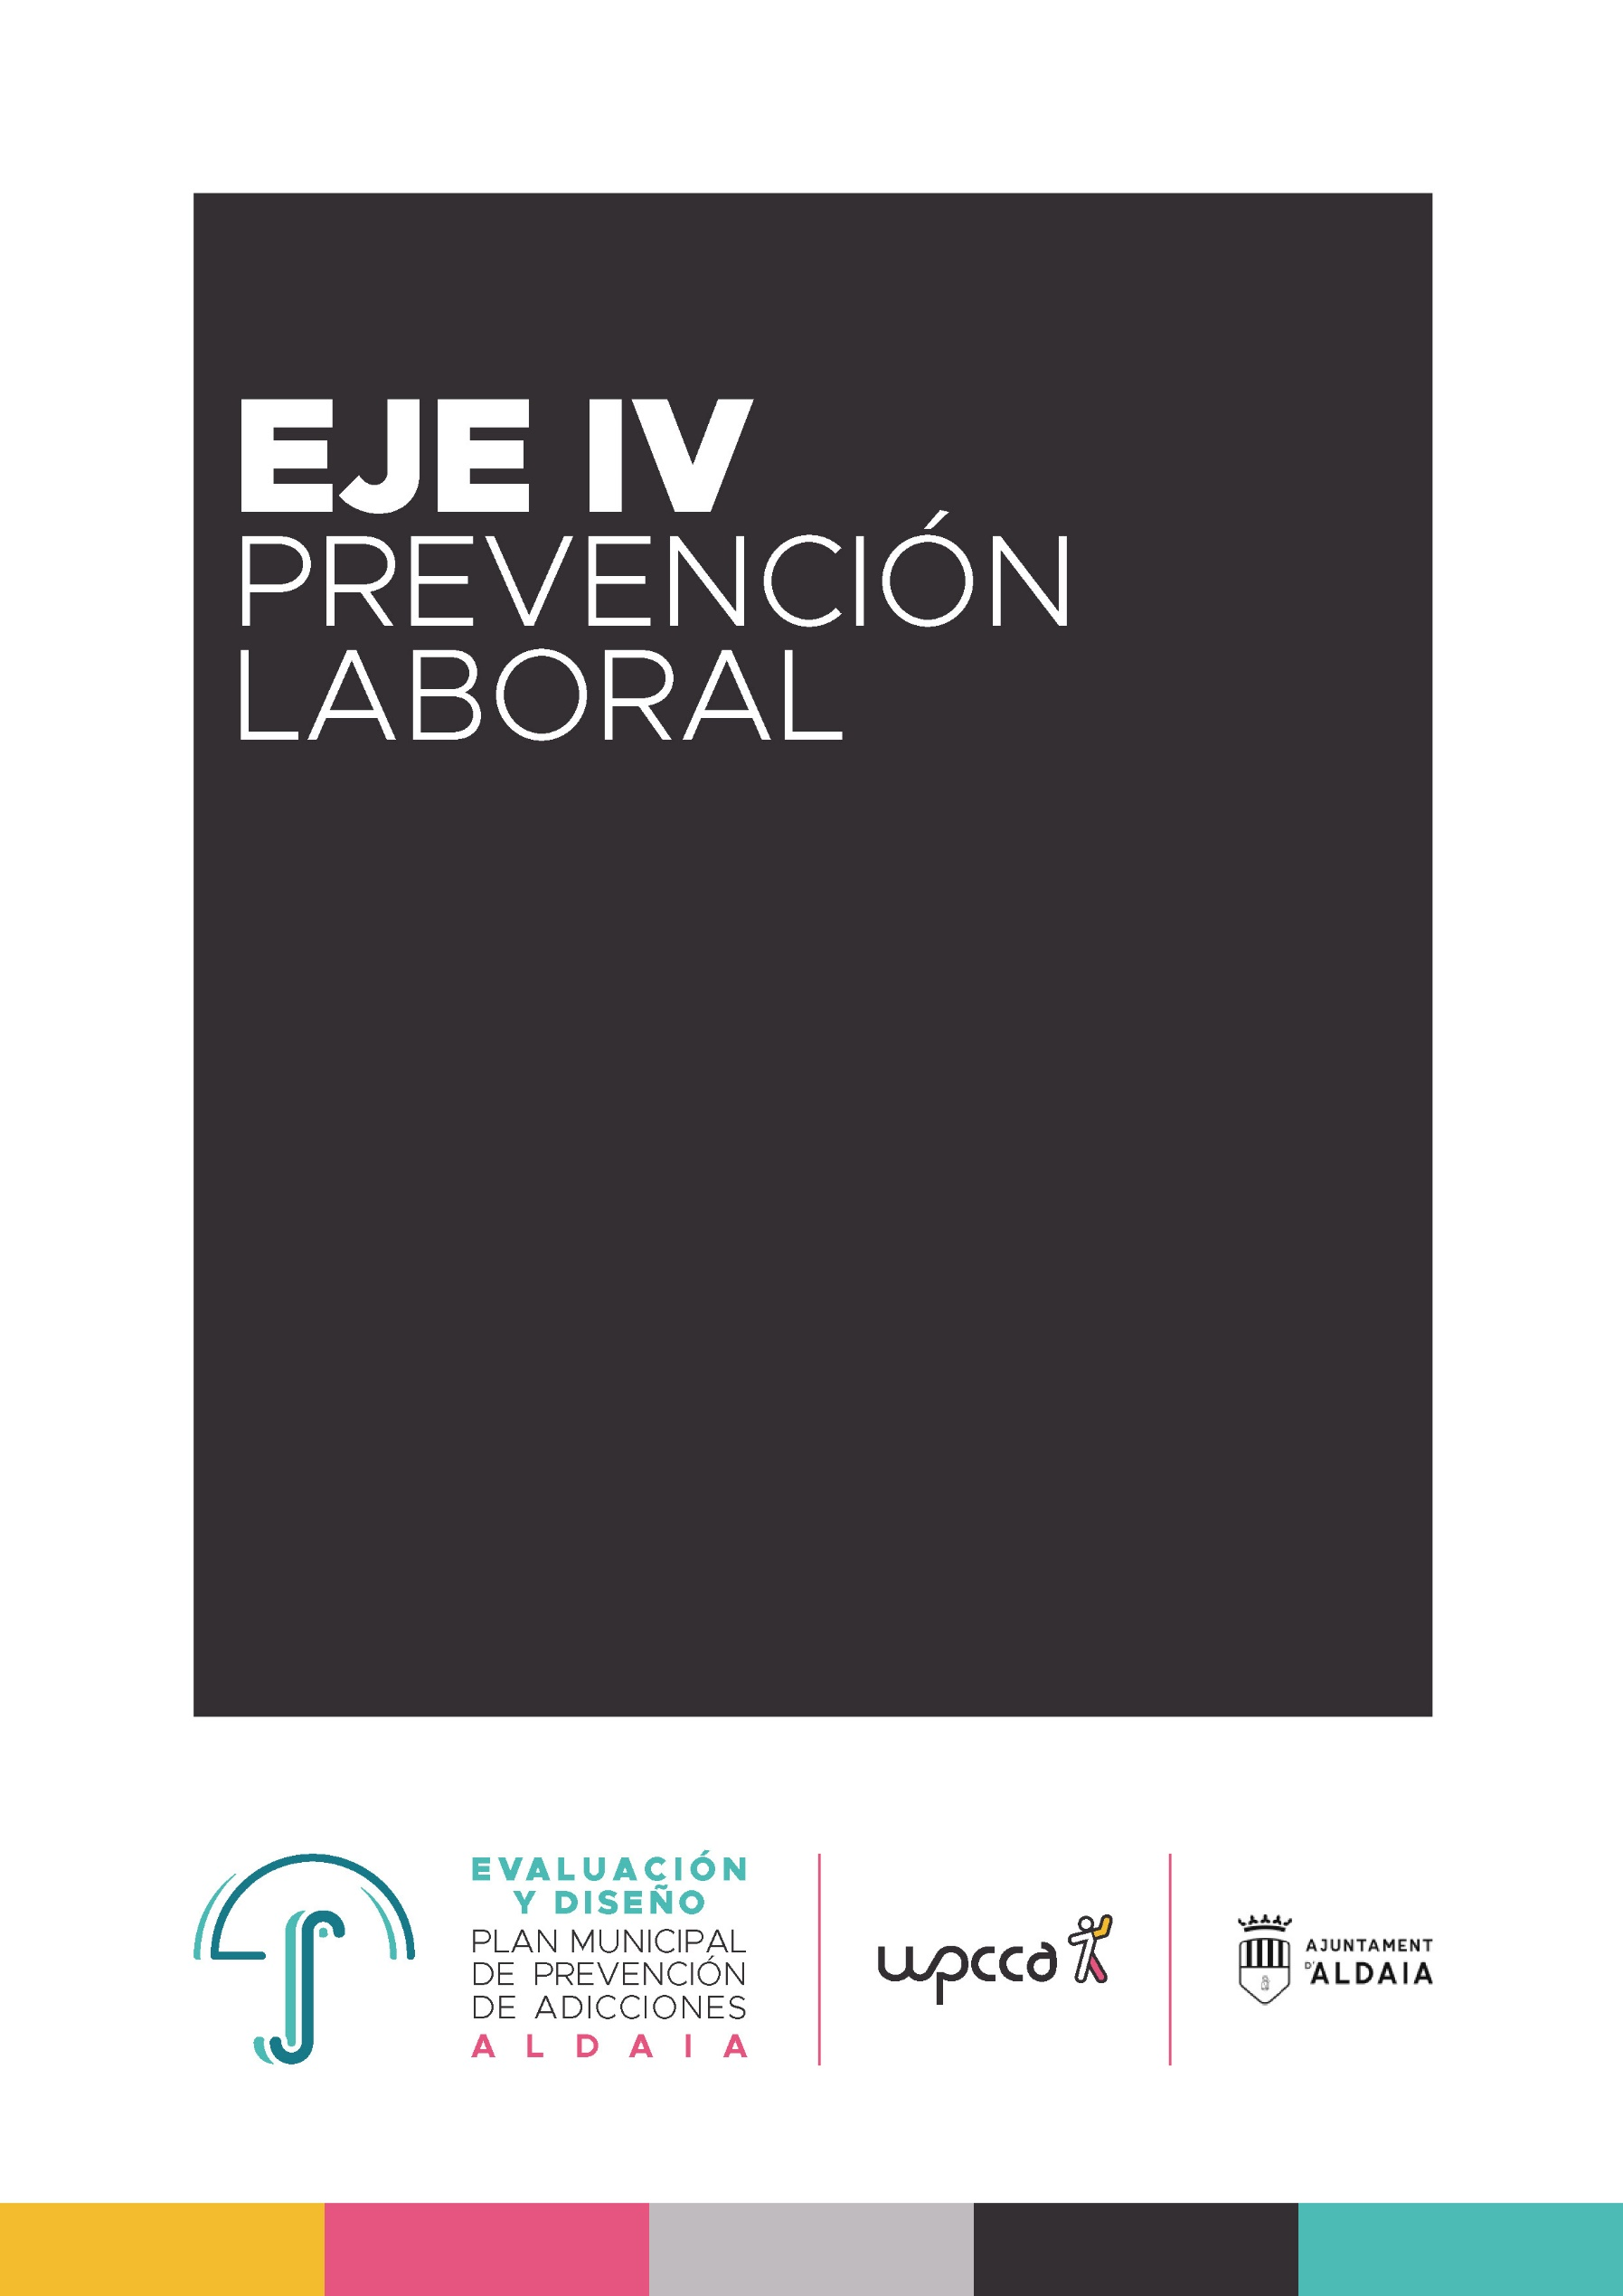 EJE IV
PREVENCIÓN
LABORAL
EVALUACIÓN
Y DISEÑO
PLAN MUNICIPAL
DE PREVENCIÓN
DE ADICCIONES
ALDAIA
upcca
AJUNTAMENT
D'ALDAIA